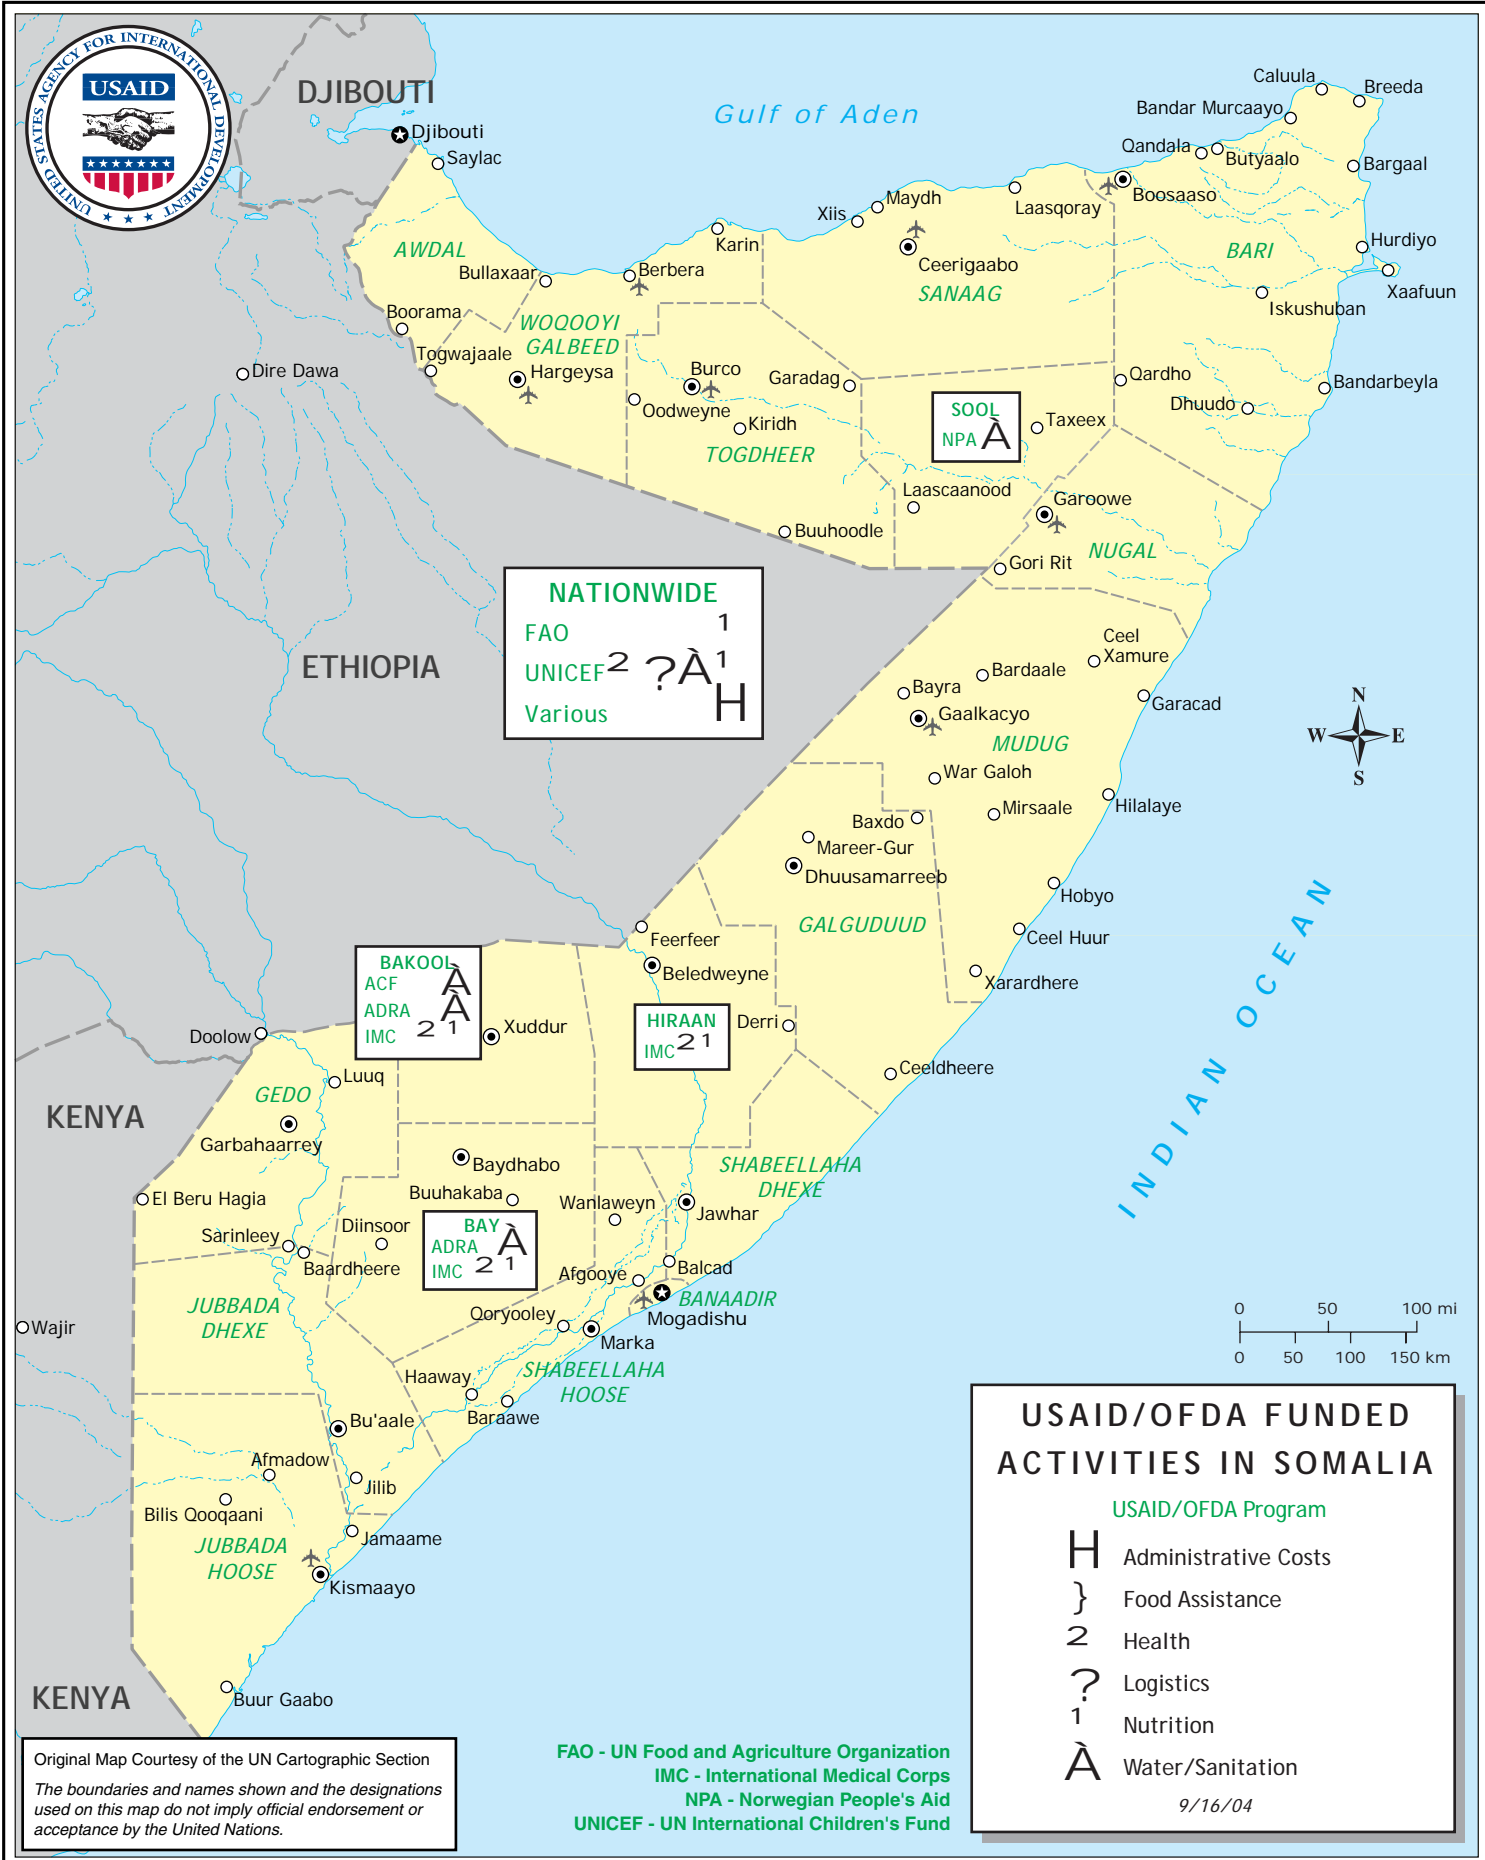 UNITED STATES AGENCY FOR INTERNATIONAL DEVELOPMENT
USAID
DJIBOUTI
Djibouti
Saylac
Gulf of Aden
Caluula
Breeda
Bandar Murcaayo
Qandala
Butyaalo
Bargaal
Boosaaso
Laasqoray
Maydh
Xiis
Karin
Ceerigaabo
SANAAG
BARI
Hurdiyo
Xaafuun
Iskushuban
AWDAL
Bullaxaar
Berbera
Boorama
WOQOOYI
GALBEED
Togwajaale
Hargeysa
Dire Dawa
Burco
Garadag
Oodweyne
Kiridh
TOGDHEER
SOOL
NPA À
Taxeex
Qardho
Dhuudo
Bandarbeyla
Laascaanood
Garoowe
Buuhoodle
Gori Rit
NUGAL
NATIONWIDE
FAO 1
UNICEF 2 ? À 1
Various H
ETHIOPIA
Ceel
Xamure
Bardaale
Bayra
Garacad
Gaalkacyo
MUDUG
War Galoh
Mirsaale
Hilalaye
Baxdo
Mareer-Gur
Dhuusamarreeb
Hobyo
GALGUDUUD
Ceel Huur
Xarardhere
N
W E
S
INDIAN OCEAN
Feerfeer
Beledweyne
BAKOOL
ACF À
ADRA À
IMC 2 1
Xuddur
HIRAAN
IMC 2 1
Derri
Ceeldheere
Doolow
Luuq
GEDO
KENYA
Garbahaarrey
Baydhabo
SHABEELLAHA
DHEXE
El Beru Hagia
Buuhakaba
Wanlaweyn
Jawhar
Sarinleey
Diinsoor
BAY
ADRA À
IMC 2 1
Baardheere
Afgooye
Balcad
BANAADIR
Mogadishu
JUBBADA
DHEXE
Wajir
Qoryooley
Marka
SHABEELLAHA
HOOSE
Haaway
Baraawe
Bu'aale
Afmadow
Jilib
Bilis Qooqaani
Jamaame
JUBBADA
HOOSE
Kismaayo
KENYA
Buur Gaabo
0 50 100 mi
0 50 100 150 km
USAID/OFDA FUNDED
ACTIVITIES IN SOMALIA
USAID/OFDA Program
H Administrative Costs
} Food Assistance
2 Health
? Logistics
1 Nutrition
À Water/Sanitation
9/16/04
Original Map Courtesy of the UN Cartographic Section
The boundaries and names shown and the designations
used on this map do not imply official endorsement or
acceptance by the United Nations.
FAO - UN Food and Agriculture Organization
IMC - International Medical Corps
NPA - Norwegian People's Aid
UNICEF - UN International Children's Fund